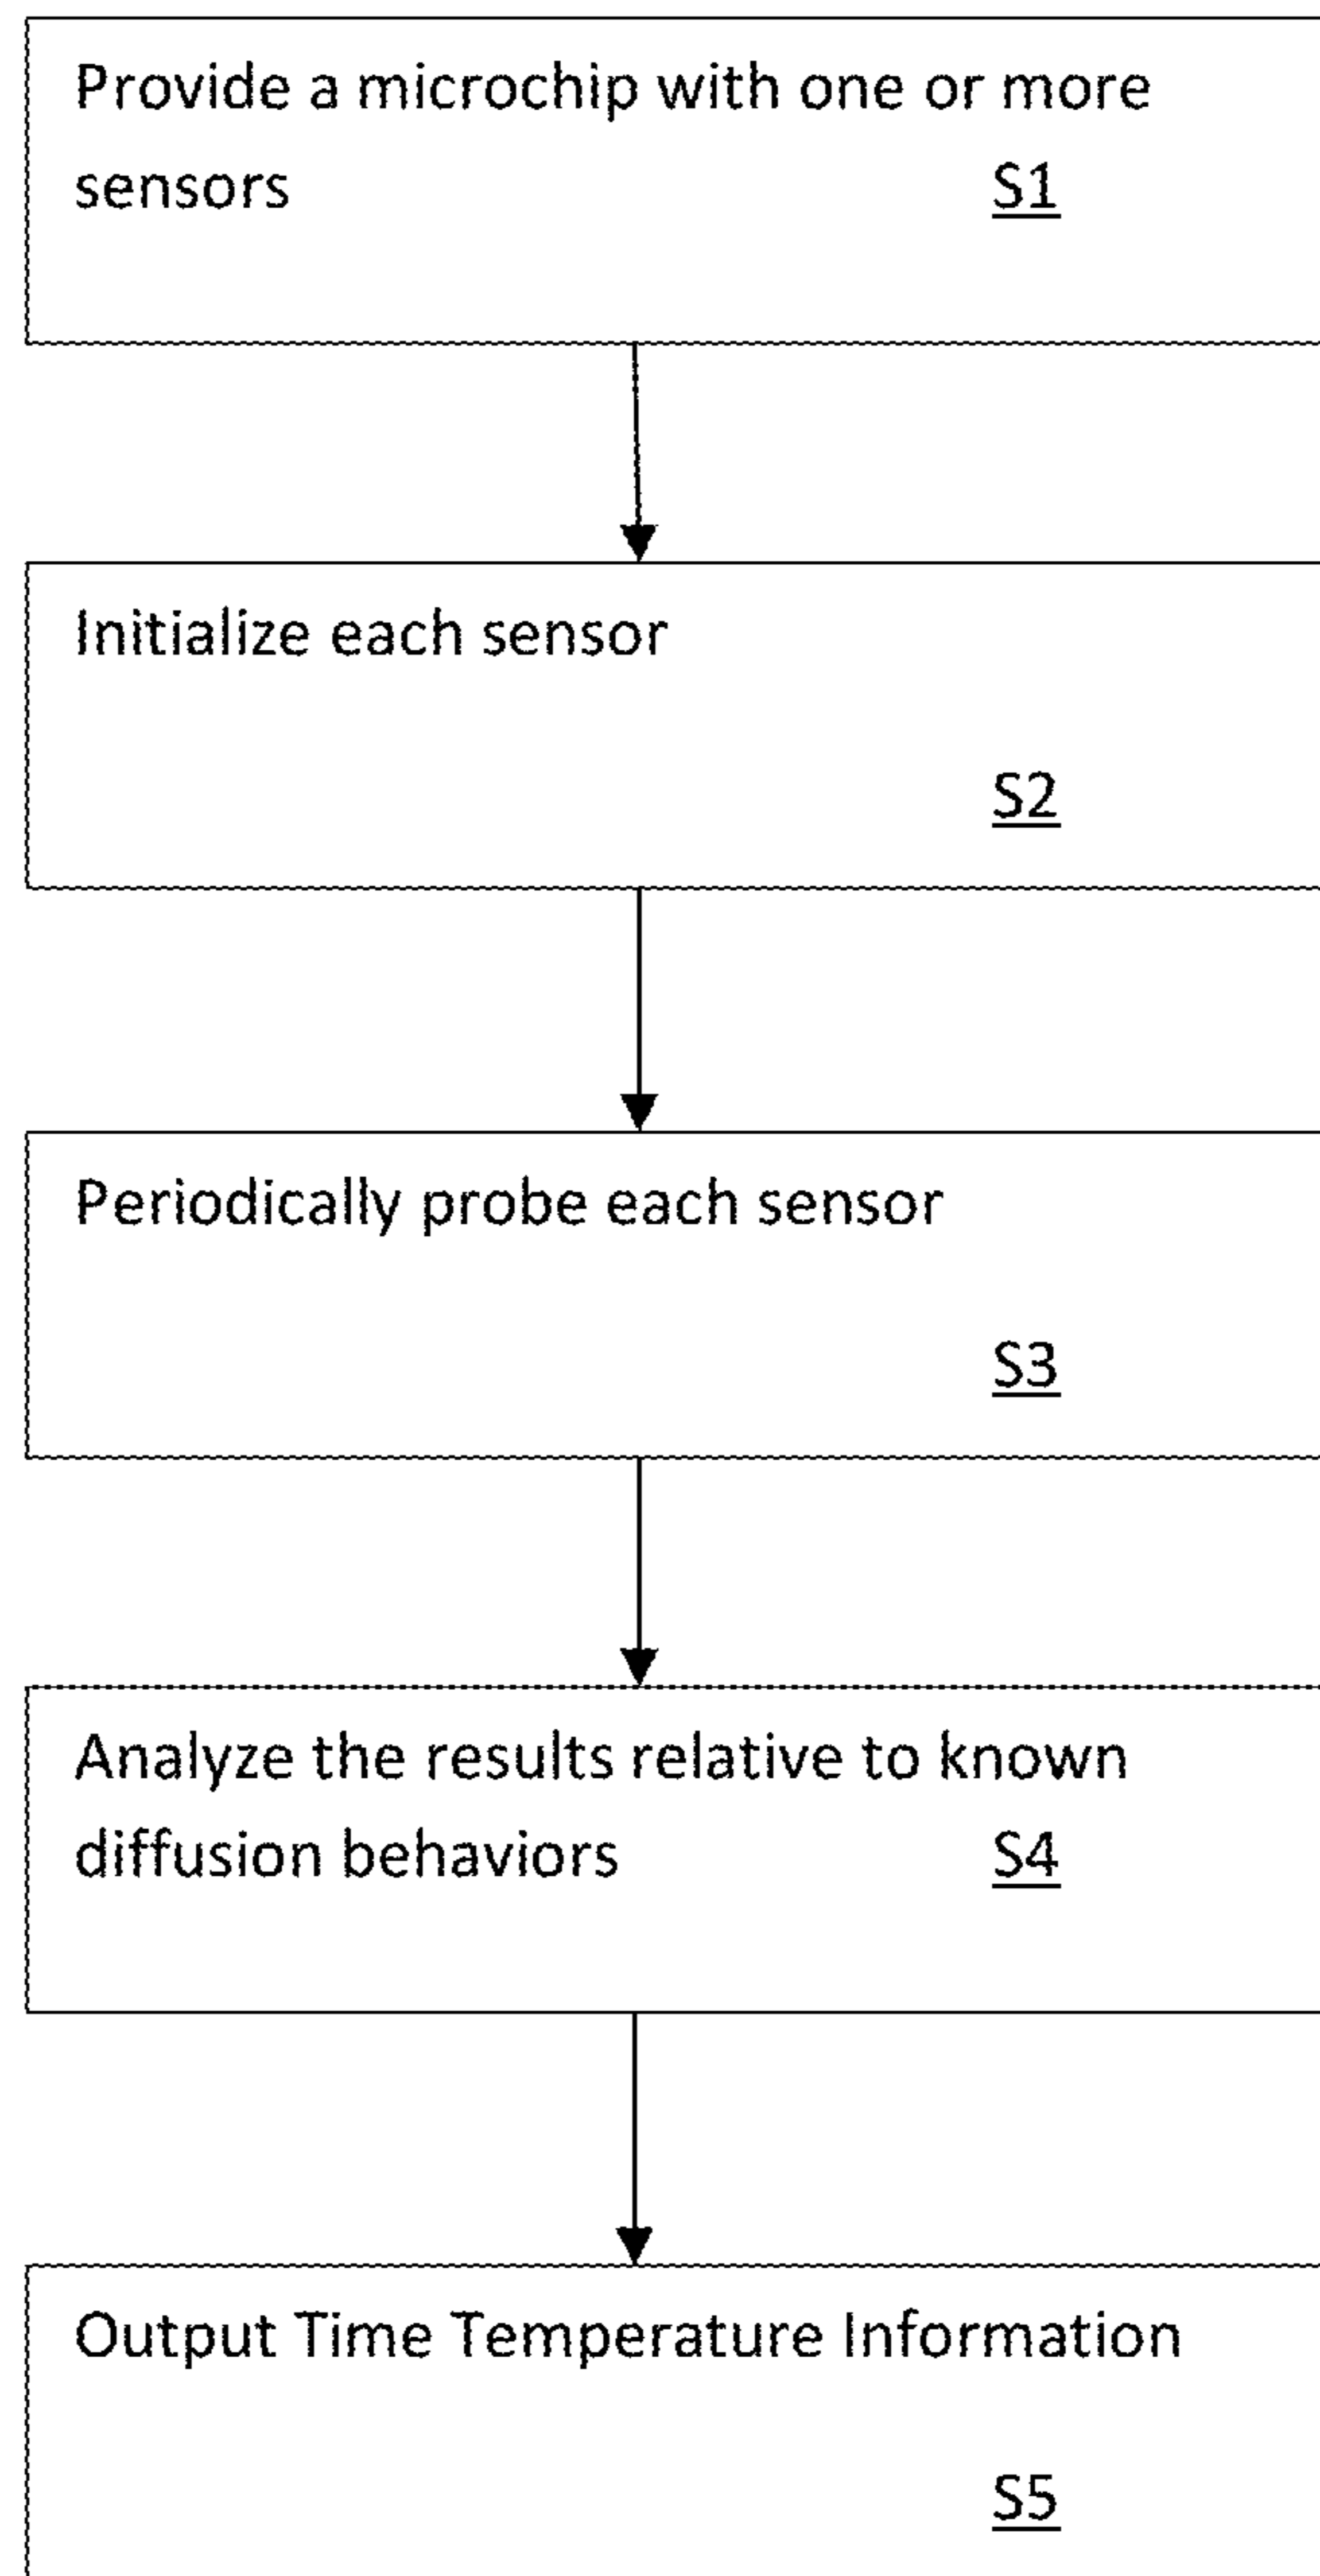 Provide a microchip with one or more
sensors S1
Initialize each sensor
S2
Periodically probe each sensor
S3
Analyze the results relative to known
diffusion behaviors S4
Output Time Temperature Information
S5